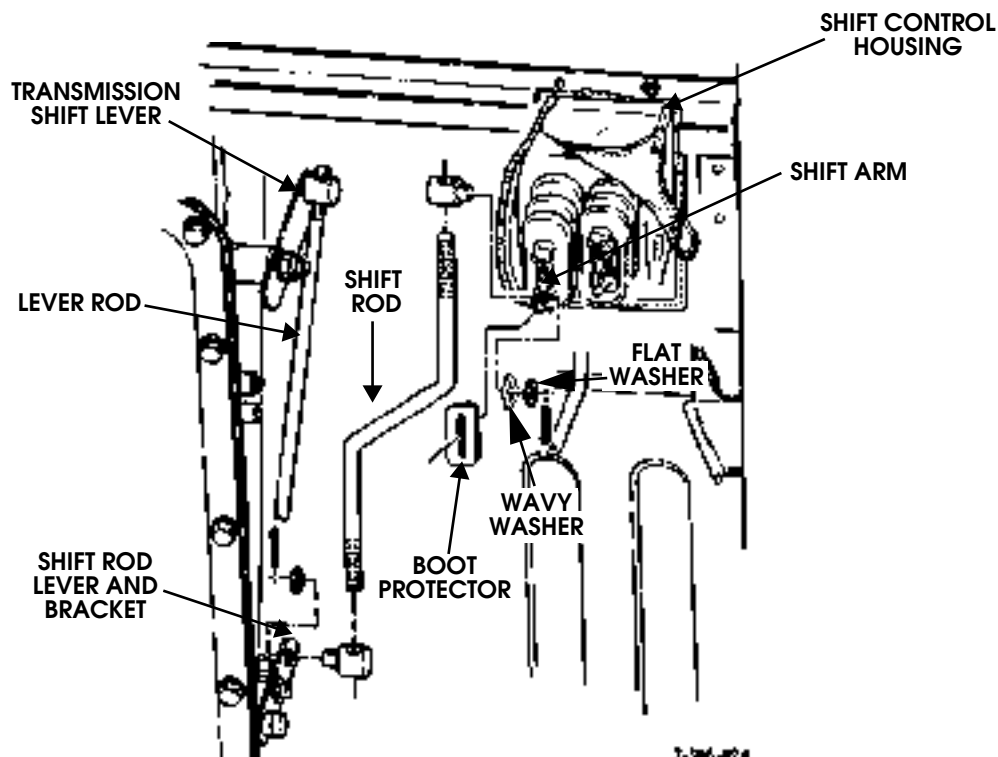 SHIFT CONTROL
HOUSING
TRANSMISSION
SHIFT LEVER
SHIFT ARM
LEVER ROD
SHIFT
ROD
FLAT
WASHER
WAVY
WASHER
BOOT
PROTECTOR
SHIFT ROD
LEVER AND
BRACKET